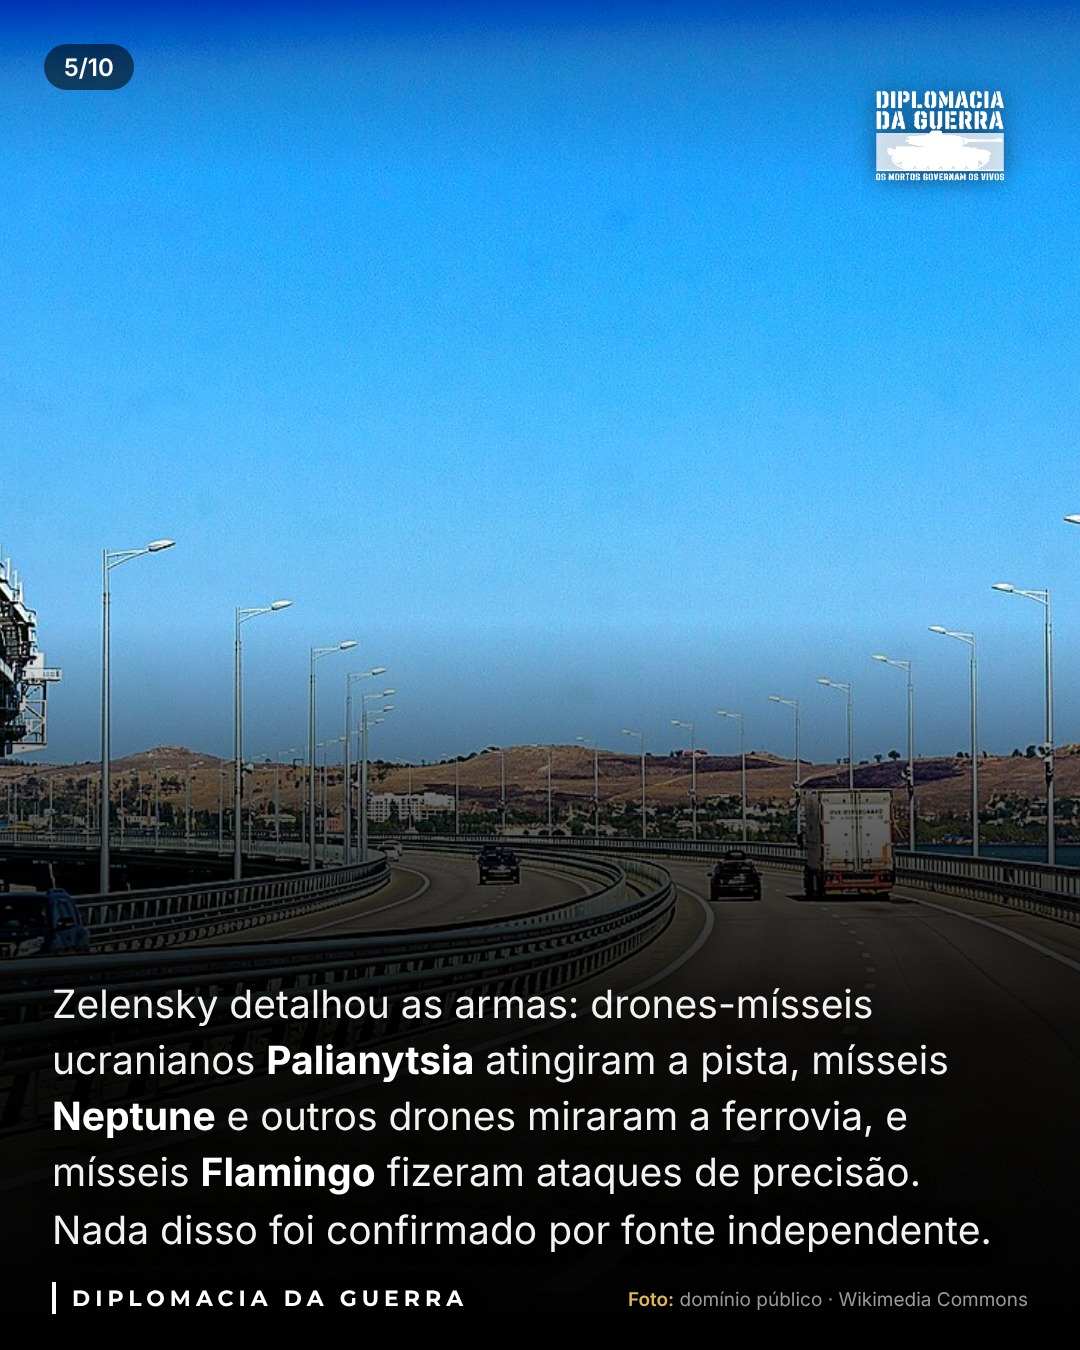 5/10
DIPLOMACIA
DA GUERRA
OS MORTOS GOVERNAM OS VIVOS
Zelensky detalhou as armas: drones-mísseis
ucranianos Palianytsia atingiram a pista, mísseis
Neptune e outros drones miraram a ferrovia, e
mísseis Flamingo fizeram ataques de precisão.
Nada disso foi confirmado por fonte independente.
DIPLOMACIA DA GUERRA
Foto: domínio público · Wikimedia Commons